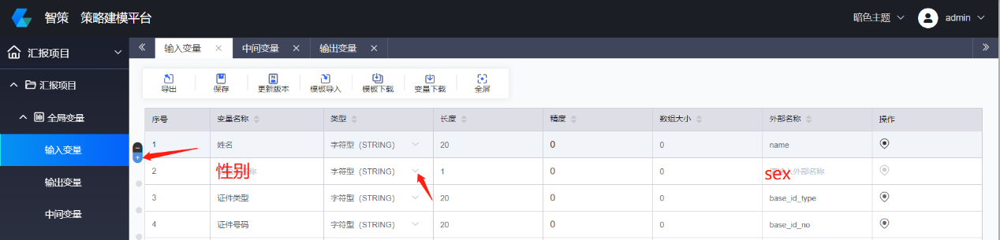 智策 策略建模平台 暗色主题 admin
汇报项目 输入变量 中间变量 输出变量
导出 保存 更新版本 模板导入 模板下载 变量下载 全屏
汇报项目
全局变量
输入变量
输出变量
中间变量
序号 变量名称 类型 长度 精度 数组大小 外部名称 操作
1 姓名 字符型（STRING） 20 0 0 name
2 性别 字符型（STRING） 1 0 0 sex
3 证件类型 字符型（STRING） 20 0 0 base_id_type
4 证件号码 字符型（STRING） 20 0 0 base_id_no